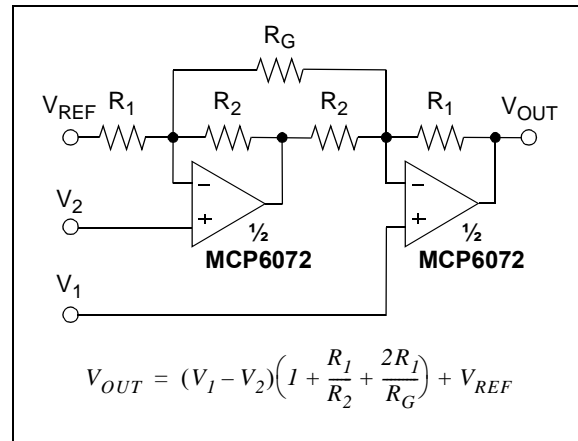 R_G
V_REF R_1 R_2 R_2 R_1 V_OUT
−
+
−
+
V_2
½
MCP6072
½
MCP6072
V_1
V_OUT = (V_1 – V_2)(1 + R_1/R_2 + 2R_1/R_G) + V_REF